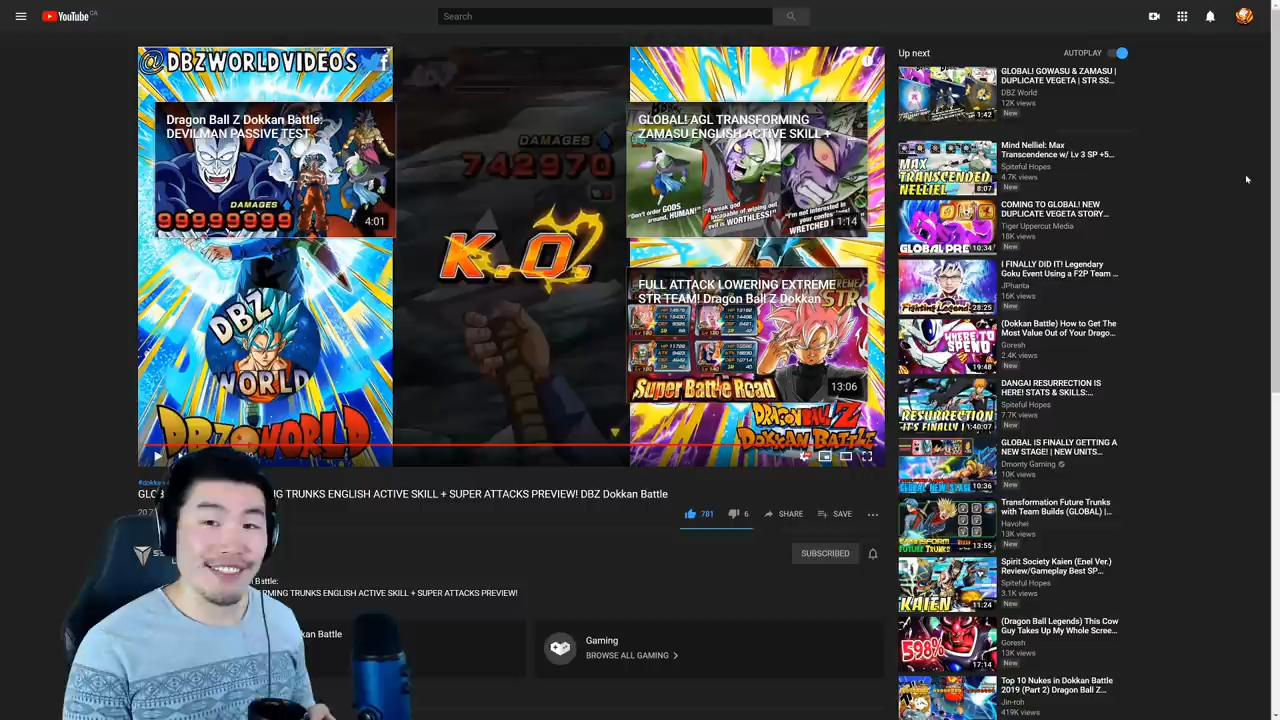 YouTube CA
Search
@DBZWORLDVIDEOS
Dragon Ball Z Dokkan Battle:
DEVILMAN PASSIVE TEST
DAMAGES
99999999
4:01
DBZ
WORLD
DBZ WORLD
DAMAGES
742970
K.O.
GLOBAL! AGL TRANSFORMING
ZAMASU ENGLISH ACTIVE SKILL +
"Don't order GODS
around, HUMAN!"
"A weak god
incapable of wiping out
evil is WORTHLESS!"
1:14
FULL ATTACK LOWERING EXTREME
STR TEAM! Dragon Ball Z Dokkan
Super Battle Road
13:06
DRAGON BALL Z
DOKKAN BATTLE
NG TRUNKS ENGLISH ACTIVE SKILL + SUPER ATTACKS PREVIEW! DBZ Dokkan Battle
781
6
SHARE
SAVE
SUBSCRIBED
Battle:
RMING TRUNKS ENGLISH ACTIVE SKILL + SUPER ATTACKS PREVIEW!
kan Battle
Gaming
BROWSE ALL GAMING
Up next
AUTOPLAY
GLOBAL! GOWASU & ZAMASU |
DUPLICATE VEGETA | STR SS...
DBZ World
12K views
New
1:42
Mind Nelliel: Max
Transcendence w/ Lv 3 SP +5...
Spiteful Hopes
4.7K views
New
MAX
TRANSCENDED
NELLIEL
8:07
COMING TO GLOBAL! NEW
DUPLICATE VEGETA STORY...
Tiger Uppercut Media
18K views
New
GLOBAL PRE
10:34
I FINALLY DID IT! Legendary
Goku Event Using a F2P Team ...
JPhanta
16K views
New
Fighting Legend
28:25
(Dokkan Battle) How to Get The
Most Value Out of Your Drago...
Goresh
2.4K views
New
WHERE TO
SPEND
19:48
DANGAI RESURRECTION IS
HERE! STATS & SKILLS:...
Spiteful Hopes
7.7K views
New
RESURRECTION
IT'S FINALLY
1:40:07
GLOBAL IS FINALLY GETTING A
NEW STAGE! | NEW UNITS...
Dmonty Gaming
10K views
New
GLOBAL NEW STAGE
10:36
Transformation Future Trunks
with Team Builds (GLOBAL) |...
Havohei
13K views
New
TRANSFORM
FUTURE TRUNKS
13:55
Spirit Society Kaien (Enel Ver.)
Review/Gameplay Best SP...
Spiteful Hopes
3.1K views
New
KAIEN
11:24
(Dragon Ball Legends) This Cow
Guy Takes Up My Whole Scree...
Goresh
13K views
New
598%
17:14
Top 10 Nukes in Dokkan Battle
2019 (Part 2) Dragon Ball Z...
Jin-roh
419K views